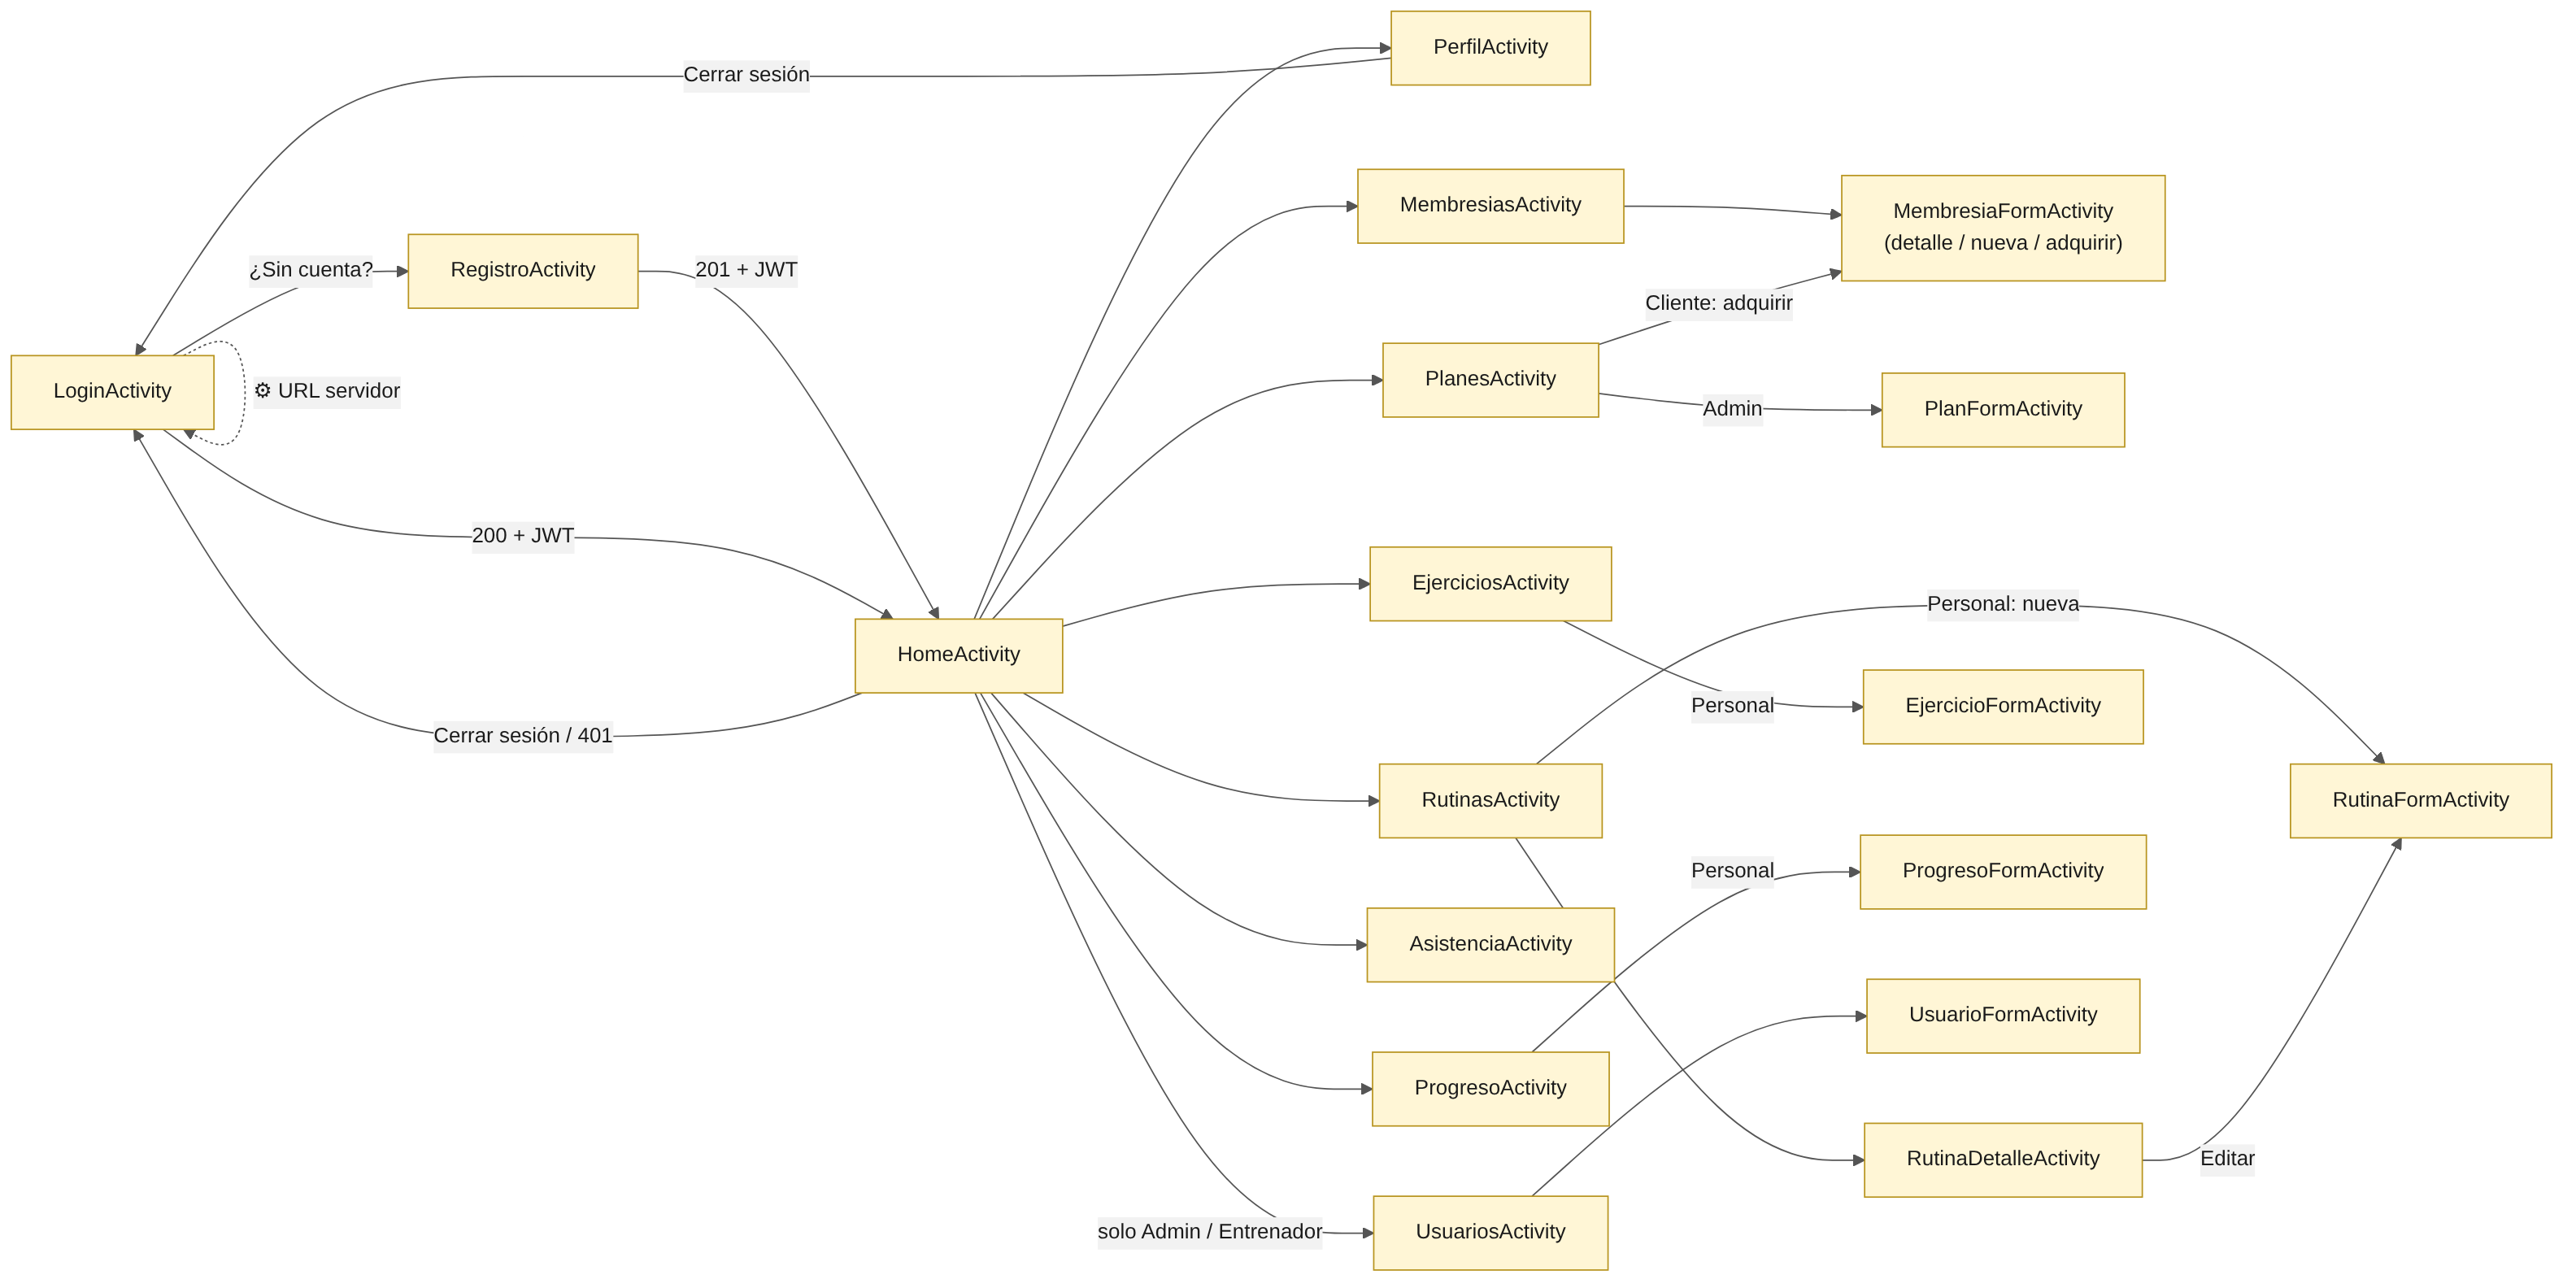 PerfilActivity
Cerrar sesión
MembresiasActivity
MembresiaFormActivity
(detalle / nueva / adquirir)
¿Sin cuenta?
RegistroActivity
201 + JWT
Cliente: adquirir
LoginActivity
⚙ URL servidor
PlanesActivity
Admin
PlanFormActivity
200 + JWT
EjerciciosActivity
Personal: nueva
HomeActivity
Personal
EjercicioFormActivity
Cerrar sesión / 401
RutinasActivity
RutinaFormActivity
Personal
ProgresoFormActivity
AsistenciaActivity
UsuarioFormActivity
ProgresoActivity
RutinaDetalleActivity
Editar
solo Admin / Entrenador
UsuariosActivity